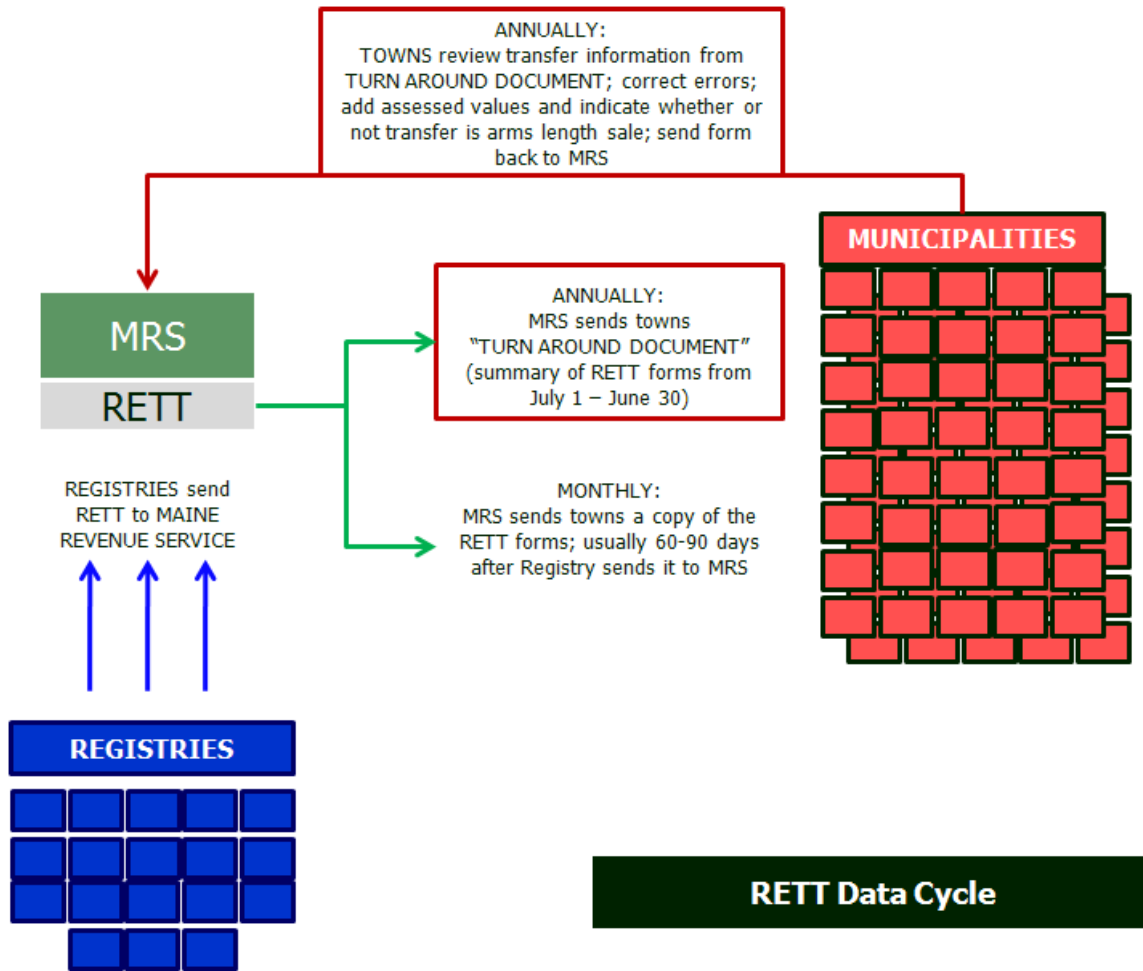 ANNUALLY:
TOWNS review transfer information from
TURN AROUND DOCUMENT; correct errors;
add assessed values and indicate whether or
not transfer is arms length sale; send form
back to MRS
MUNICIPALITIES
MRS
RETT
ANNUALLY:
MRS sends towns
“TURN AROUND DOCUMENT”
(summary of RETT forms from
July 1 – June 30)
REGISTRIES send
RETT to MAINE
REVENUE SERVICE
MONTHLY:
MRS sends towns a copy of the
RETT forms; usually 60-90 days
after Registry sends it to MRS
REGISTRIES
RETT Data Cycle